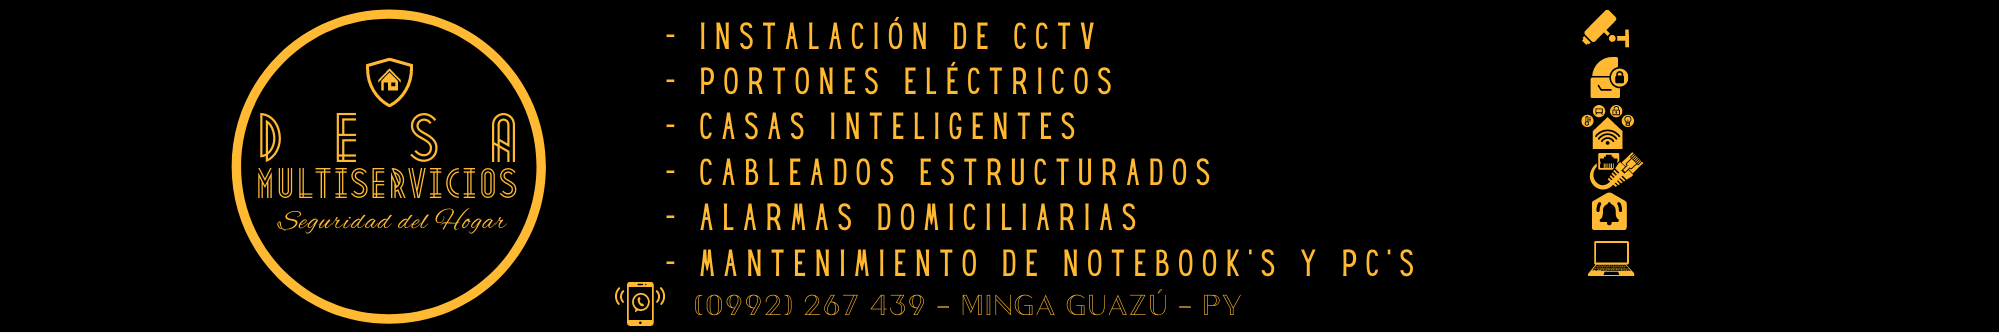 DESA
MULTISERVICIOS
Seguridad del Hogar
- INSTALACIÓN DE CCTV
- PORTONES ELÉCTRICOS
- CASAS INTELIGENTES
- CABLEADOS ESTRUCTURADOS
- ALARMAS DOMICILIARIAS
- MANTENIMIENTO DE NOTEBOOK'S Y PC'S
(0992) 267 439 - MINGA GUAZÚ - PY